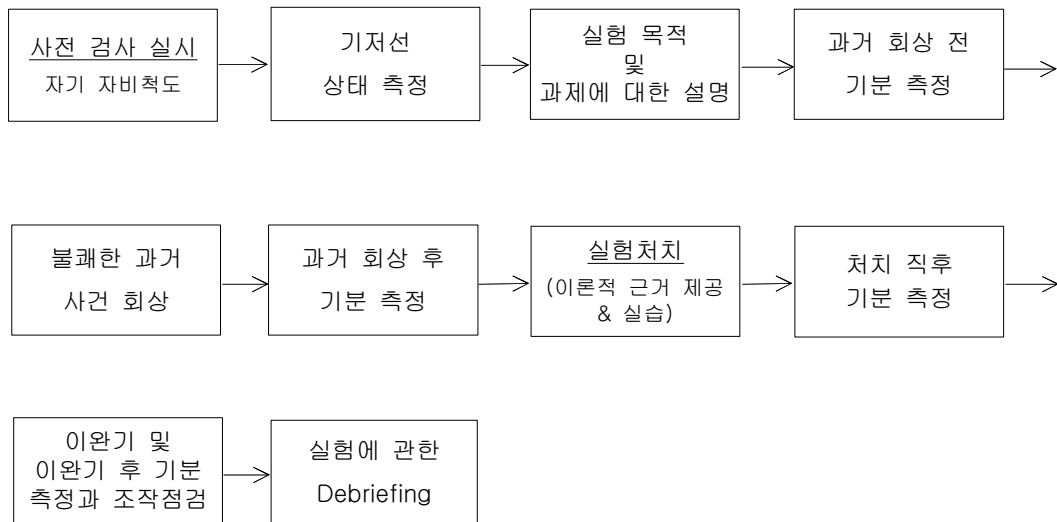 사전 검사 실시
자기 자비척도
기저선
상태 측정
실험 목적
및
과제에 대한 설명
과거 회상 전
기분 측정
불쾌한 과거
사건 회상
과거 회상 후
기분 측정
실험처치
(이론적 근거 제공
& 실습)
처치 직후
기분 측정
이완기 및
이완기 후 기분
측정과 조작점검
실험에 관한
Debriefing